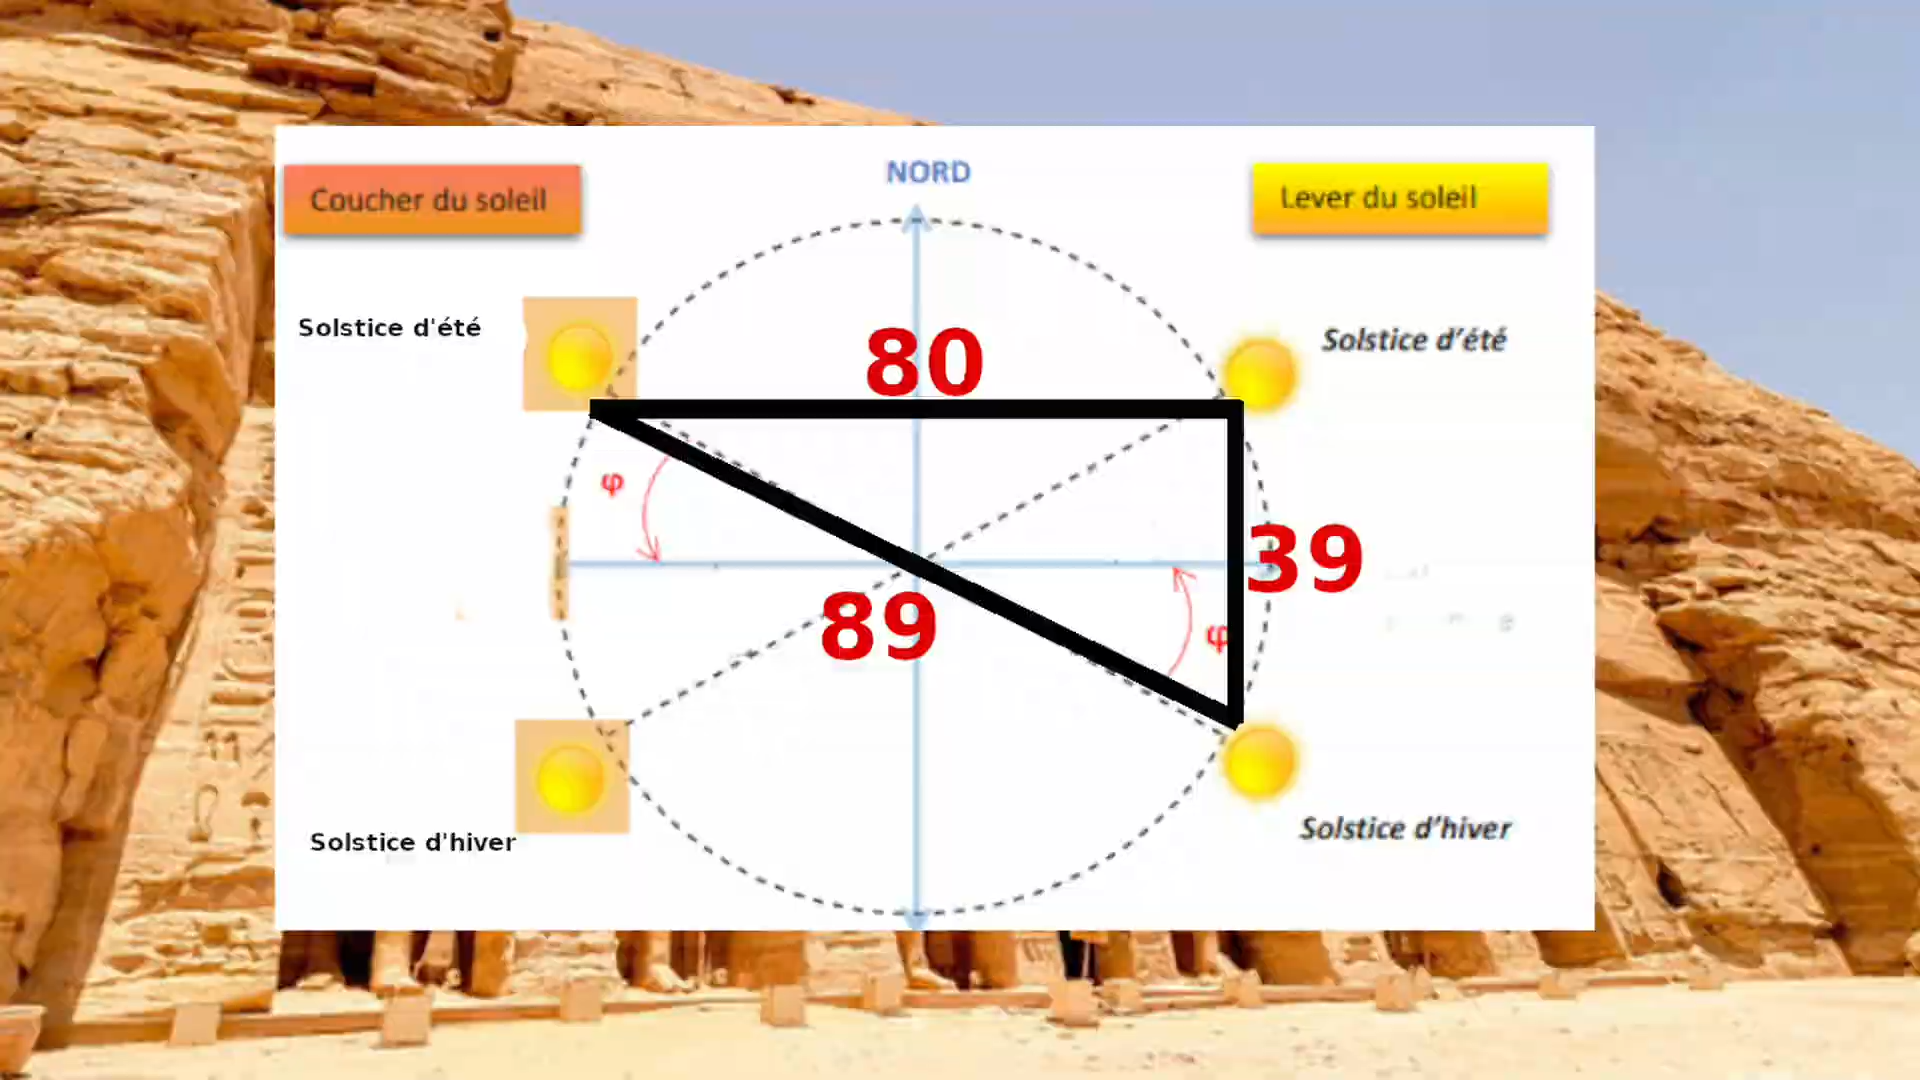 NORD
Coucher du soleil
Lever du soleil
Solstice d'été
Solstice d’été
80
φ
39
89
φ
Solstice d'hiver
Solstice d’hiver